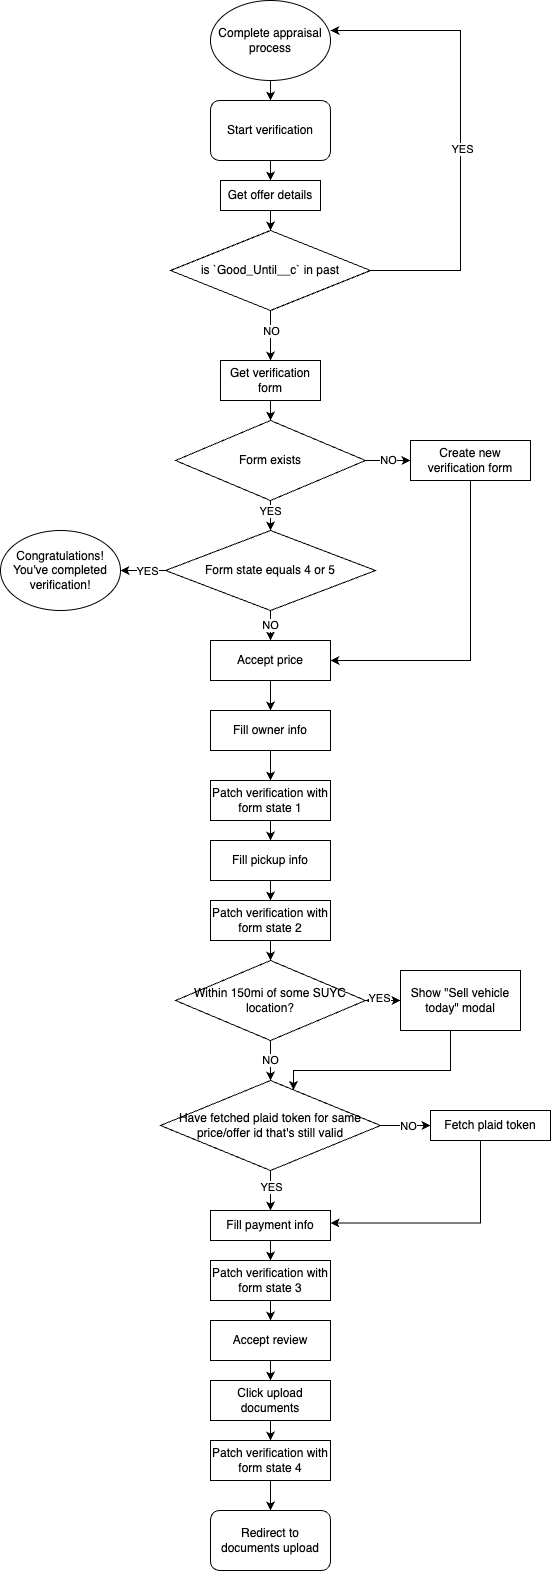 Complete appraisal
process
Start verification
YES
Get offer details
is `Good_Until__c` in past
NO
Get verification
form
Form exists
NO
Create new
verification form
YES
Congratulations!
You've completed
verification!
YES
Form state equals 4 or 5
NO
Accept price
Fill owner info
Patch verification with
form state 1
Fill pickup info
Patch verification with
form state 2
Within 150mi of some SUYC
location?
YES
Show "Sell vehicle
today" modal
NO
Have fetched plaid token for same
price/offer id that's still valid
NO
Fetch plaid token
YES
Fill payment info
Patch verification with
form state 3
Accept review
Click upload
documents
Patch verification with
form state 4
Redirect to
documents upload